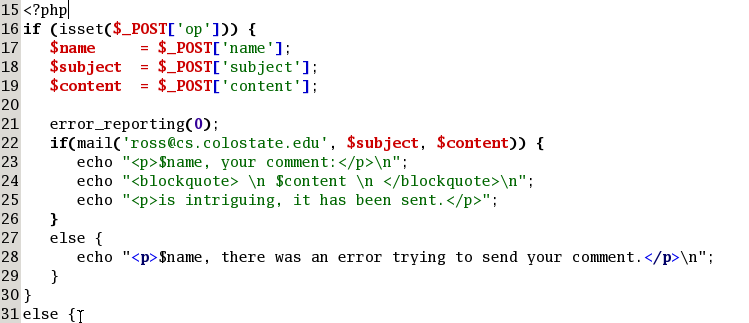 15 <?php
16 if (isset($_POST['op'])) {
17    $name     = $_POST['name'];
18    $subject  = $_POST['subject'];
19    $content  = $_POST['content'];
20
21    error_reporting(0);
22    if(mail('ross@cs.colostate.edu', $subject, $content)) {
23       echo "<p>$name, your comment:</p>\n";
24       echo "<blockquote> \n $content \n </blockquote>\n";
25       echo "<p>is intriguing, it has been sent.</p>";
26    }
27    else {
28       echo "<p>$name, there was an error trying to send your comment.</p>\n";
29    }
30 }
31 else {